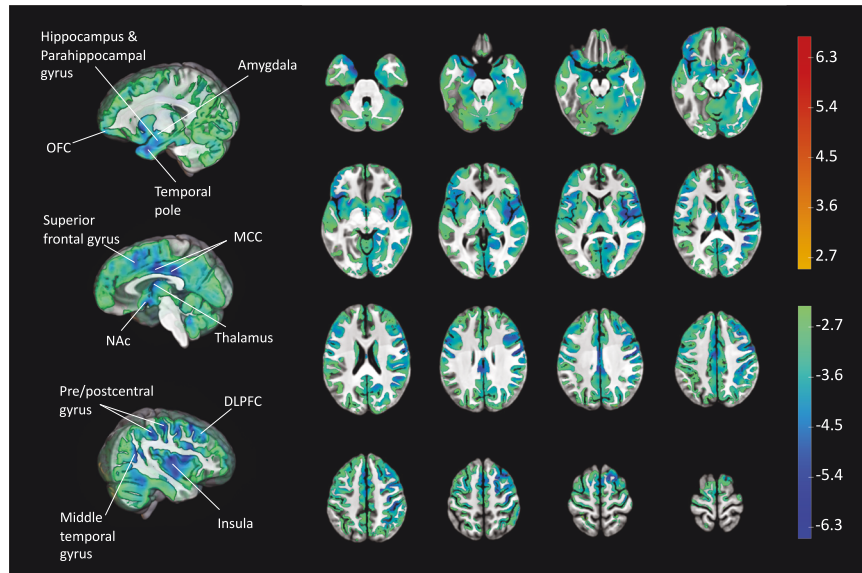 Hippocampus &
Parahippocampal
gyrus
Amygdala
OFC
Temporal
pole
Superior
frontal gyrus
MCC
NAc
Thalamus
Pre/postcentral
gyrus
DLPFC
Middle
temporal
gyrus
Insula
6.3
5.4
4.5
3.6
2.7
-2.7
-3.6
-4.5
-5.4
-6.3